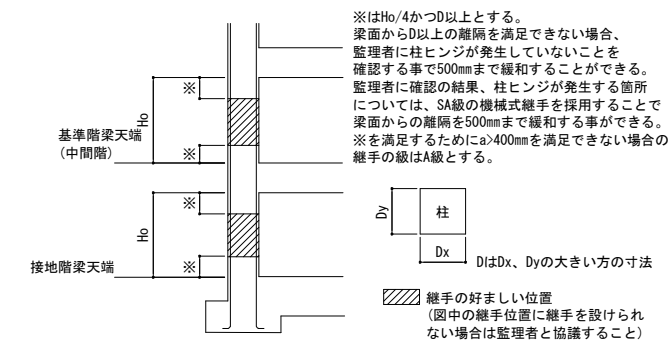 ※はHo/4かつD以上とする。
梁面からD以上の離隔を満足できない場合、
監理者に柱ヒンジが発生していないことを
確認する事で500㎜まで緩和することができる。
監理者に確認の結果、柱ヒンジが発生する箇所
については、SA級の機械式継手を採用することで
梁面からの離隔を500㎜まで緩和する事ができる。
※を満足するためにa>400㎜を満足できない場合の
継手の級はA級とする。
※
Ho
基準階梁天端
(中間階)
※
※
Ho
接地階梁天端
※
Dy
柱
Dx
DはDx、Dyの大きい方の寸法
継手の好ましい位置
(図中の継手位置に継手を設けられ
ない場合は監理者と協議すること)